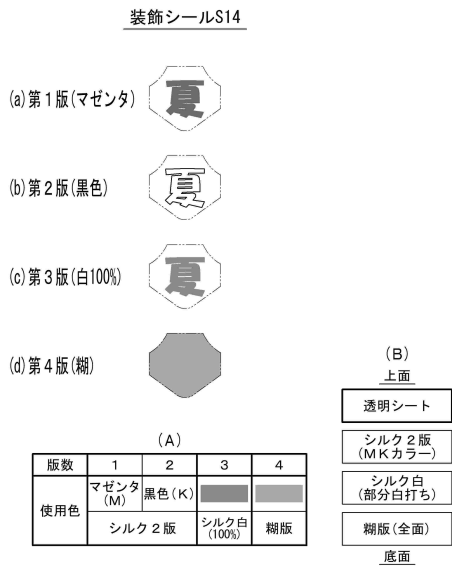 装飾シールS14
(a)第1版(マゼンタ)
夏
(b)第2版(黒色)
夏
(c)第3版(白100%)
夏
(d)第4版(糊)
(A)
版数 1 2 3 4
使用色 マゼンタ(M) 黒色(K)
シルク2版 シルク白(100%) 糊版
(B)
上面
透明シート
シルク2版
(MKカラー)
シルク白
(部分白打ち)
糊版(全面)
底面